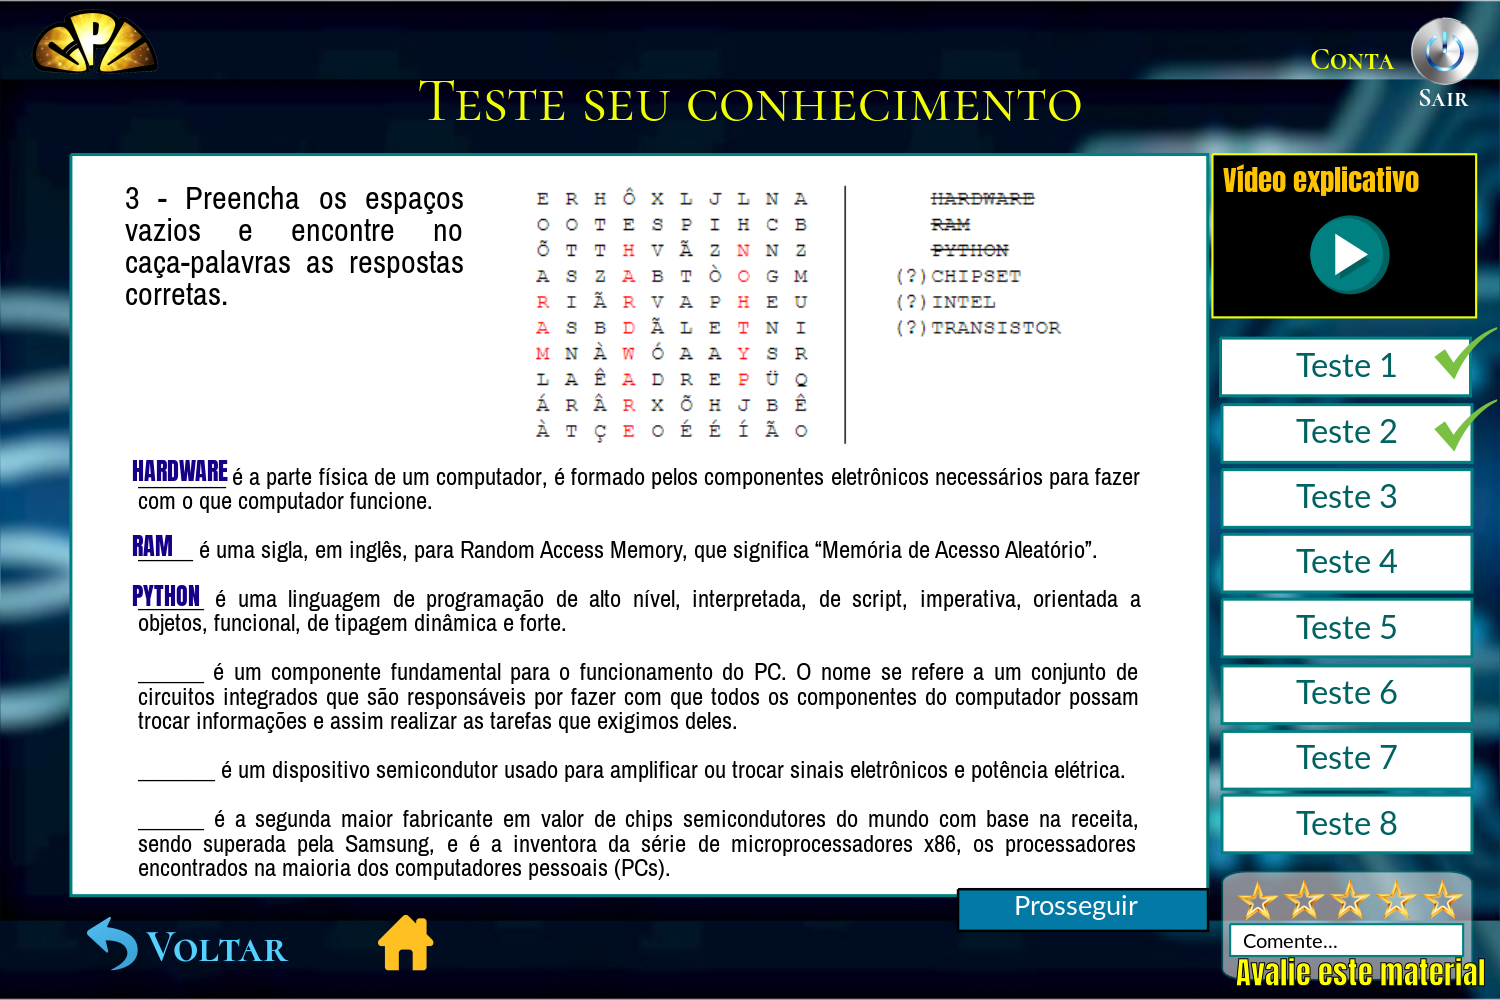 PI
Conta
Sair
Teste seu conhecimento
3 - Preencha os espaços
vazios e encontre no
caça-palavras as respostas
corretas.
E R H Ô X L J L N A
O O T E S P I H C B
Õ T T H V Ã Z N N Z
A S Z A B T Ò O G M
R I Ã R V A P H E U
A S B D Ã L E T N I
M N À W Ó A A Y S R
L A Ê A D R E P Ü Q
Á R Â R X Õ H J B Ê
À T Ç E O É É Í Ã O
HARDWARE
RAM
PYTHON
(?)CHIPSET
(?)INTEL
(?)TRANSISTOR
HARDWARE é a parte física de um computador, é formado pelos componentes eletrônicos necessários para fazer
com o que computador funcione.
RAM é uma sigla, em inglês, para Random Access Memory, que significa “Memória de Acesso Aleatório”.
PYTHON é uma linguagem de programação de alto nível, interpretada, de script, imperativa, orientada a
objetos, funcional, de tipagem dinâmica e forte.
______ é um componente fundamental para o funcionamento do PC. O nome se refere a um conjunto de
circuitos integrados que são responsáveis por fazer com que todos os componentes do computador possam
trocar informações e assim realizar as tarefas que exigimos deles.
_______ é um dispositivo semicondutor usado para amplificar ou trocar sinais eletrônicos e potência elétrica.
______ é a segunda maior fabricante em valor de chips semicondutores do mundo com base na receita,
sendo superada pela Samsung, e é a inventora da série de microprocessadores x86, os processadores
encontrados na maioria dos computadores pessoais (PCs).
Vídeo explicativo
Teste 1
Teste 2
Teste 3
Teste 4
Teste 5
Teste 6
Teste 7
Teste 8
Prosseguir
Voltar
Comente...
Avalie este material